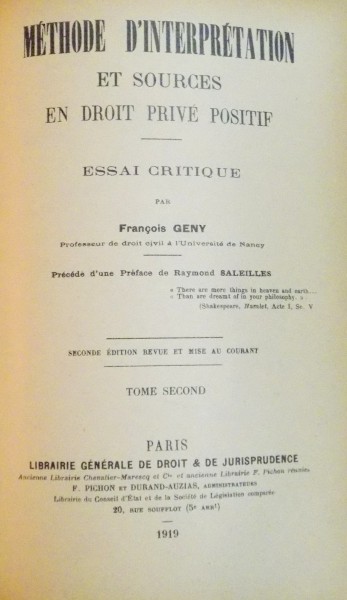 MÉTHODE D'INTERPRÉTATION
ET SOURCES
EN DROIT PRIVÉ POSITIF
ESSAI CRITIQUE
PAR
François GENY
Professeur de droit civil à l'Université de Nancy
Précédé d'une Préface de Raymond SALEILLES
« There are more things in heaven and earth...
« Than are dreamt of in your philosophy. »
(Shakespeare, Hamlet, Acte I, Sc. V
SECONDE ÉDITION REVUE ET MISE AU COURANT
TOME SECOND
PARIS
LIBRAIRIE GÉNÉRALE DE DROIT & DE JURISPRUDENCE
Ancienne Librairie Chevalier-Marescq et Cie et ancienne Librairie F. Pichon réunies
F. PICHON ET DURAND-AUZIAS, ADMINISTRATEURS
Librairie du Conseil d'État et de la Société de Législation comparée
20, RUE SOUFFLOT (5e ARRt)
1919